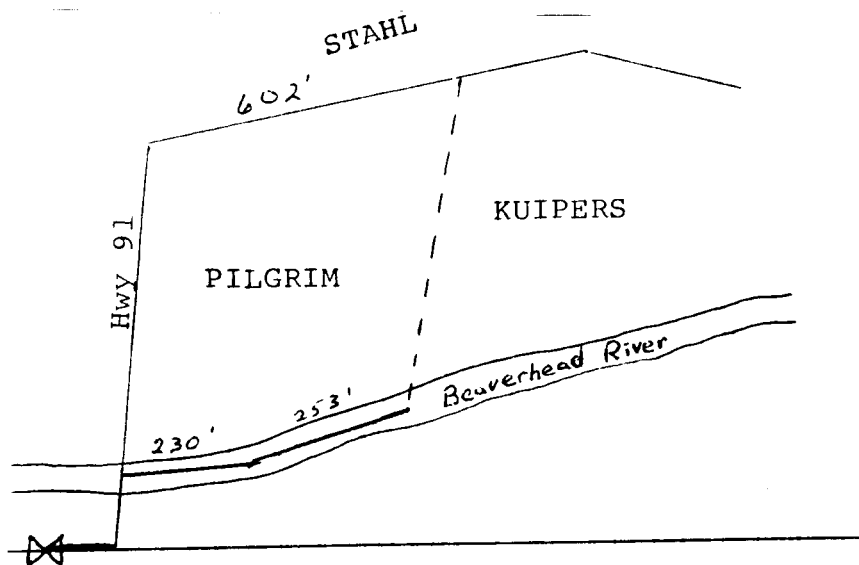 STAHL
602'
Hwy 91
KUIPERS
PILGRIM
253'
230'
Beaverhead River